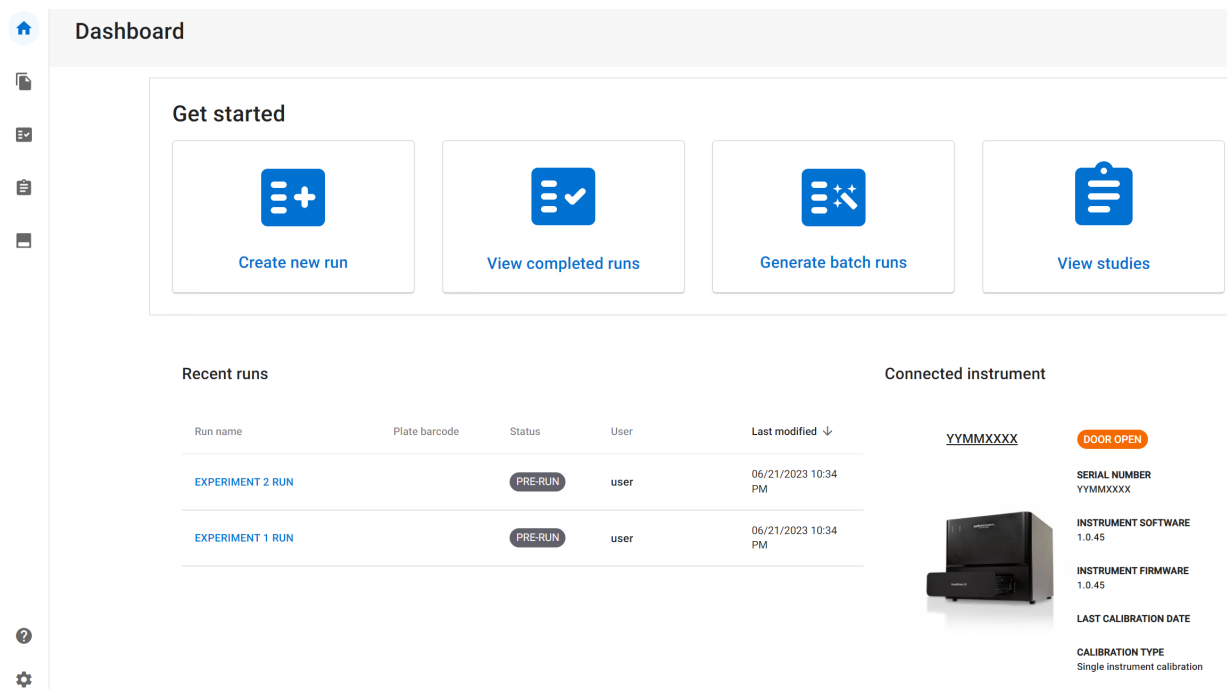 Dashboard
Get started
Create new run
View completed runs
Generate batch runs
View studies
Recent runs
Run name Plate barcode Status User Last modified
EXPERIMENT 2 RUN PRE-RUN user 06/21/2023 10:34
PM
EXPERIMENT 1 RUN PRE-RUN user 06/21/2023 10:34
PM
Connected instrument
YYMMXXXX
DOOR OPEN
SERIAL NUMBER
YYMMXXXX
INSTRUMENT SOFTWARE
1.0.45
INSTRUMENT FIRMWARE
1.0.45
LAST CALIBRATION DATE
CALIBRATION TYPE
Single instrument calibration